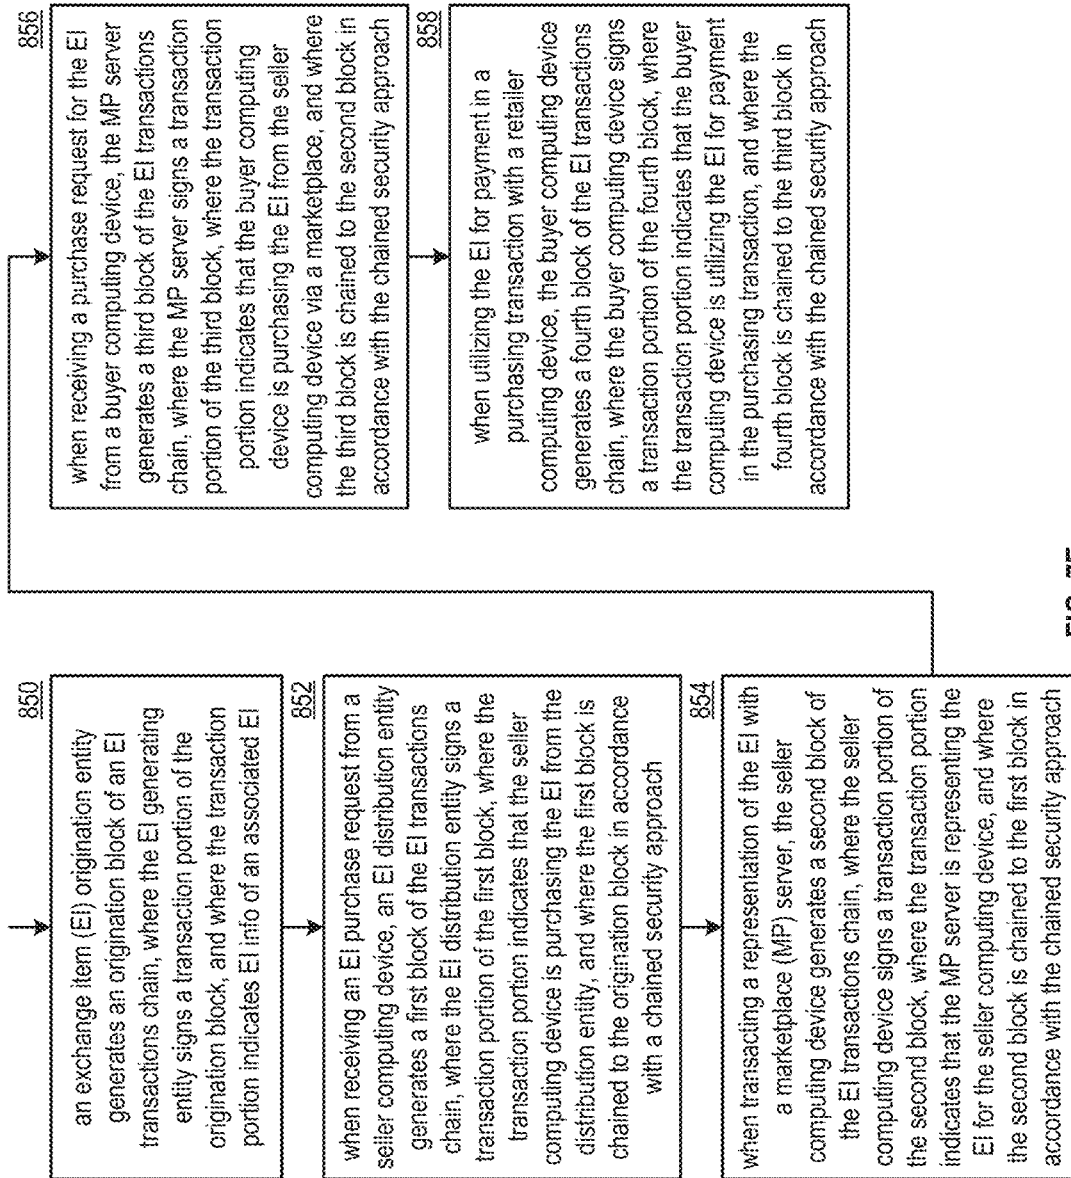 850
an exchange item (EI) origination entity
generates an origination block of an EI
transactions chain, where the EI generating
entity signs a transaction portion of the
origination block, and where the transaction
portion indicates EI info of an associated EI
852
when receiving an EI purchase request from a
seller computing device, an EI distribution entity
generates a first block of the EI transactions
chain, where the EI distribution entity signs a
transaction portion of the first block, where the
transaction portion indicates that the seller
computing device is purchasing the EI from the
distribution entity, and where the first block is
chained to the origination block in accordance
with a chained security approach
854
when transacting a representation of the EI with
a marketplace (MP) server, the seller
computing device generates a second block of
the EI transactions chain, where the seller
computing device signs a transaction portion of
the second block, where the transaction portion
indicates that the MP server is representing the
EI for the seller computing device, and where
the second block is chained to the first block in
accordance with the chained security approach
856
when receiving a purchase request for the EI
from a buyer computing device, the MP server
generates a third block of the EI transactions
chain, where the MP server signs a transaction
portion of the third block, where the transaction
portion indicates that the buyer computing
device is purchasing the EI from the seller
computing device via a marketplace, and where
the third block is chained to the second block in
accordance with the chained security approach
858
when utilizing the EI for payment in a
purchasing transaction with a retailer
computing device, the buyer computing device
generates a fourth block of the EI transactions
chain, where the buyer computing device signs
a transaction portion of the fourth block, where
the transaction portion indicates that the buyer
computing device is utilizing the EI for payment
in the purchasing transaction, and where the
fourth block is chained to the third block in
accordance with the chained security approach